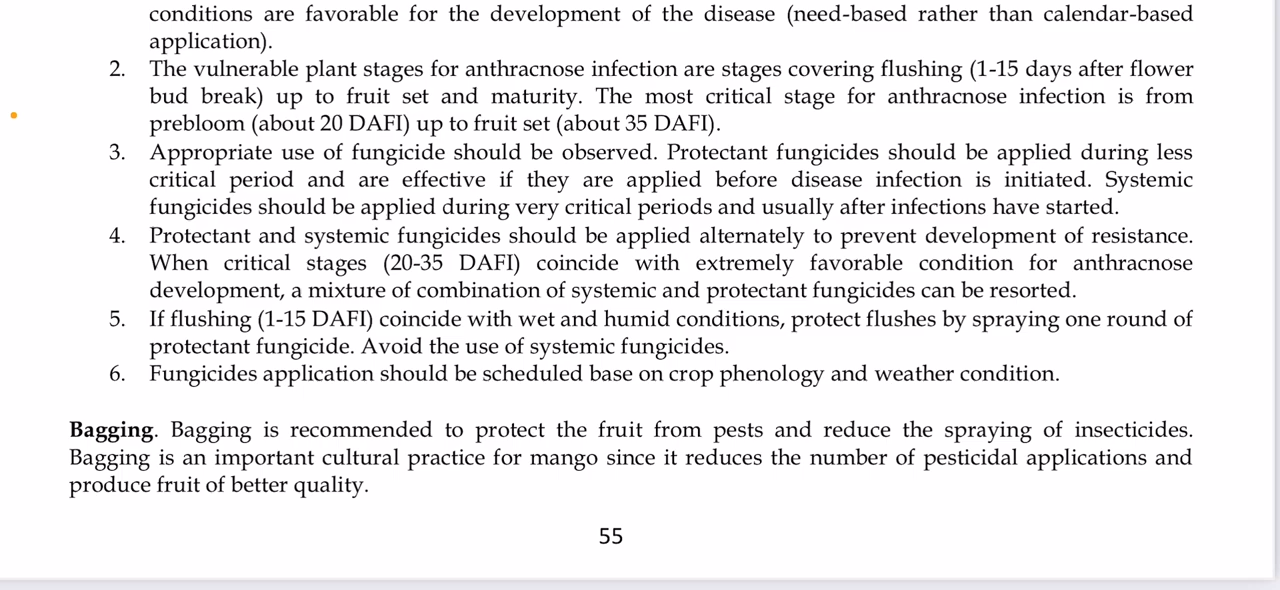 conditions are favorable for the development of the disease (need-based rather than calendar-based
application).
2. The vulnerable plant stages for anthracnose infection are stages covering flushing (1-15 days after flower
bud break) up to fruit set and maturity. The most critical stage for anthracnose infection is from
prebloom (about 20 DAFI) up to fruit set (about 35 DAFI).
3. Appropriate use of fungicide should be observed. Protectant fungicides should be applied during less
critical period and are effective if they are applied before disease infection is initiated. Systemic
fungicides should be applied during very critical periods and usually after infections have started.
4. Protectant and systemic fungicides should be applied alternately to prevent development of resistance.
When critical stages (20-35 DAFI) coincide with extremely favorable condition for anthracnose
development, a mixture of combination of systemic and protectant fungicides can be resorted.
5. If flushing (1-15 DAFI) coincide with wet and humid conditions, protect flushes by spraying one round of
protectant fungicide. Avoid the use of systemic fungicides.
6. Fungicides application should be scheduled base on crop phenology and weather condition.
Bagging. Bagging is recommended to protect the fruit from pests and reduce the spraying of insecticides.
Bagging is an important cultural practice for mango since it reduces the number of pesticidal applications and
produce fruit of better quality.
55